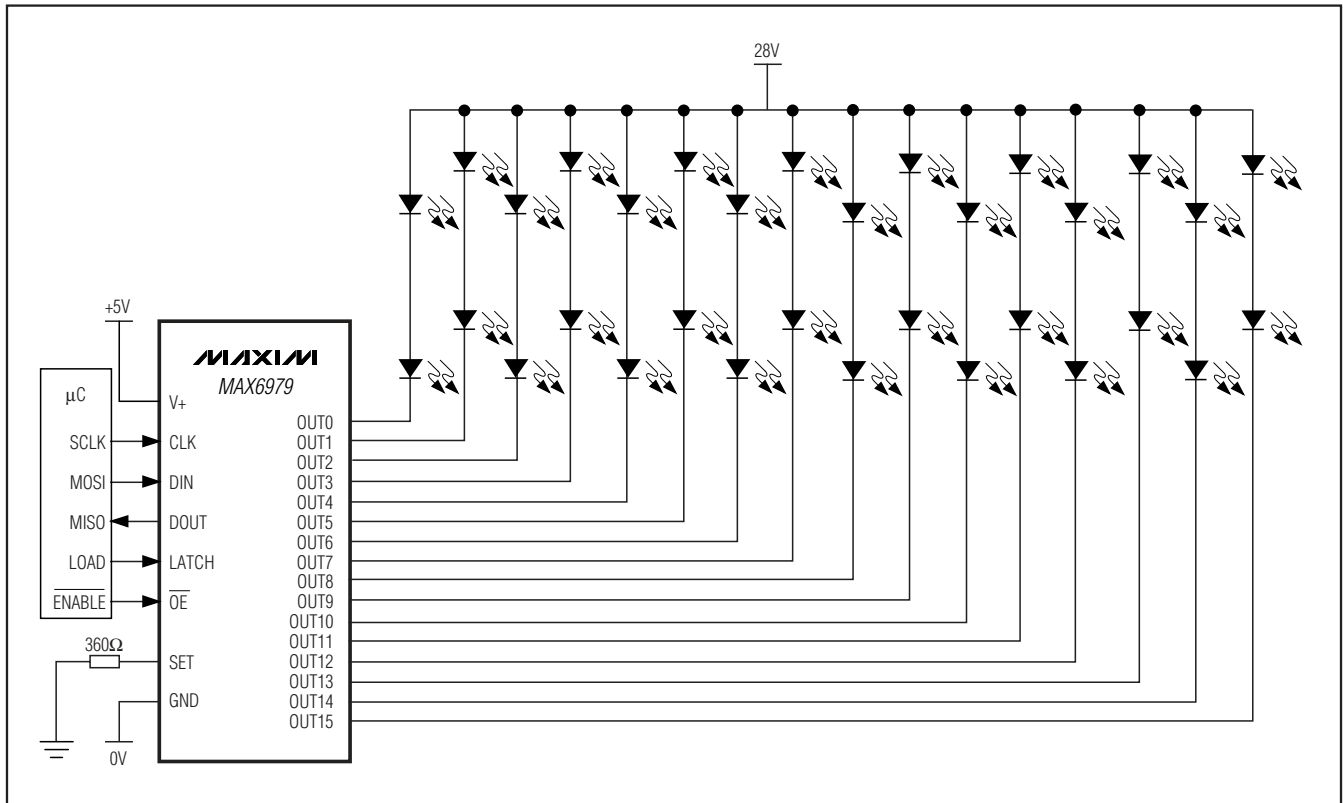 28V
+5V
MAXIM
MAX6979
μC
V+
OUT0
SCLK
CLK
OUT1
OUT2
MOSI
DIN
OUT3
OUT4
MISO
DOUT
OUT5
OUT6
LOAD
LATCH
OUT7
OUT8
ENABLE
OE
OUT9
OUT10
360Ω
SET
OUT11
OUT12
GND
OUT13
OUT14
OUT15
0V